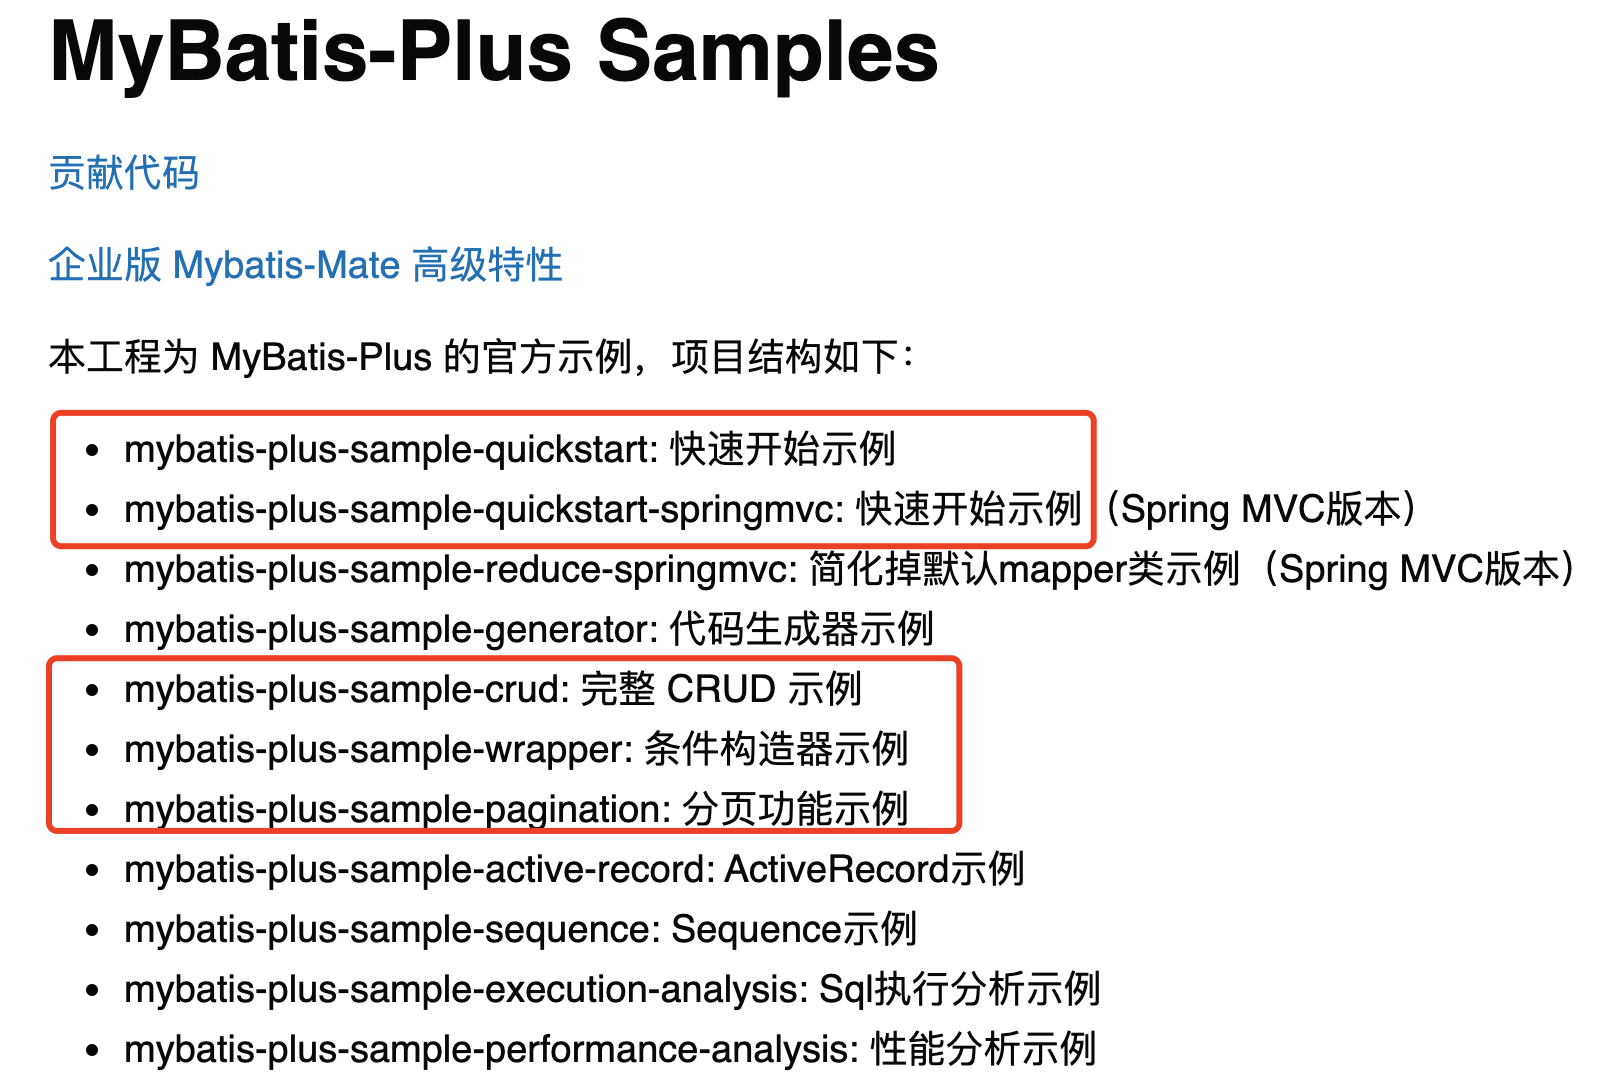 MyBatis-Plus Samples
贡献代码
企业版 Mybatis-Mate 高级特性
本工程为 MyBatis-Plus 的官方示例，项目结构如下：
mybatis-plus-sample-quickstart: 快速开始示例
mybatis-plus-sample-quickstart-springmvc: 快速开始示例（Spring MVC版本）
mybatis-plus-sample-reduce-springmvc: 简化掉默认mapper类示例（Spring MVC版本）
mybatis-plus-sample-generator: 代码生成器示例
mybatis-plus-sample-crud: 完整 CRUD 示例
mybatis-plus-sample-wrapper: 条件构造器示例
mybatis-plus-sample-pagination: 分页功能示例
mybatis-plus-sample-active-record: ActiveRecord示例
mybatis-plus-sample-sequence: Sequence示例
mybatis-plus-sample-execution-analysis: Sql执行分析示例
mybatis-plus-sample-performance-analysis: 性能分析示例